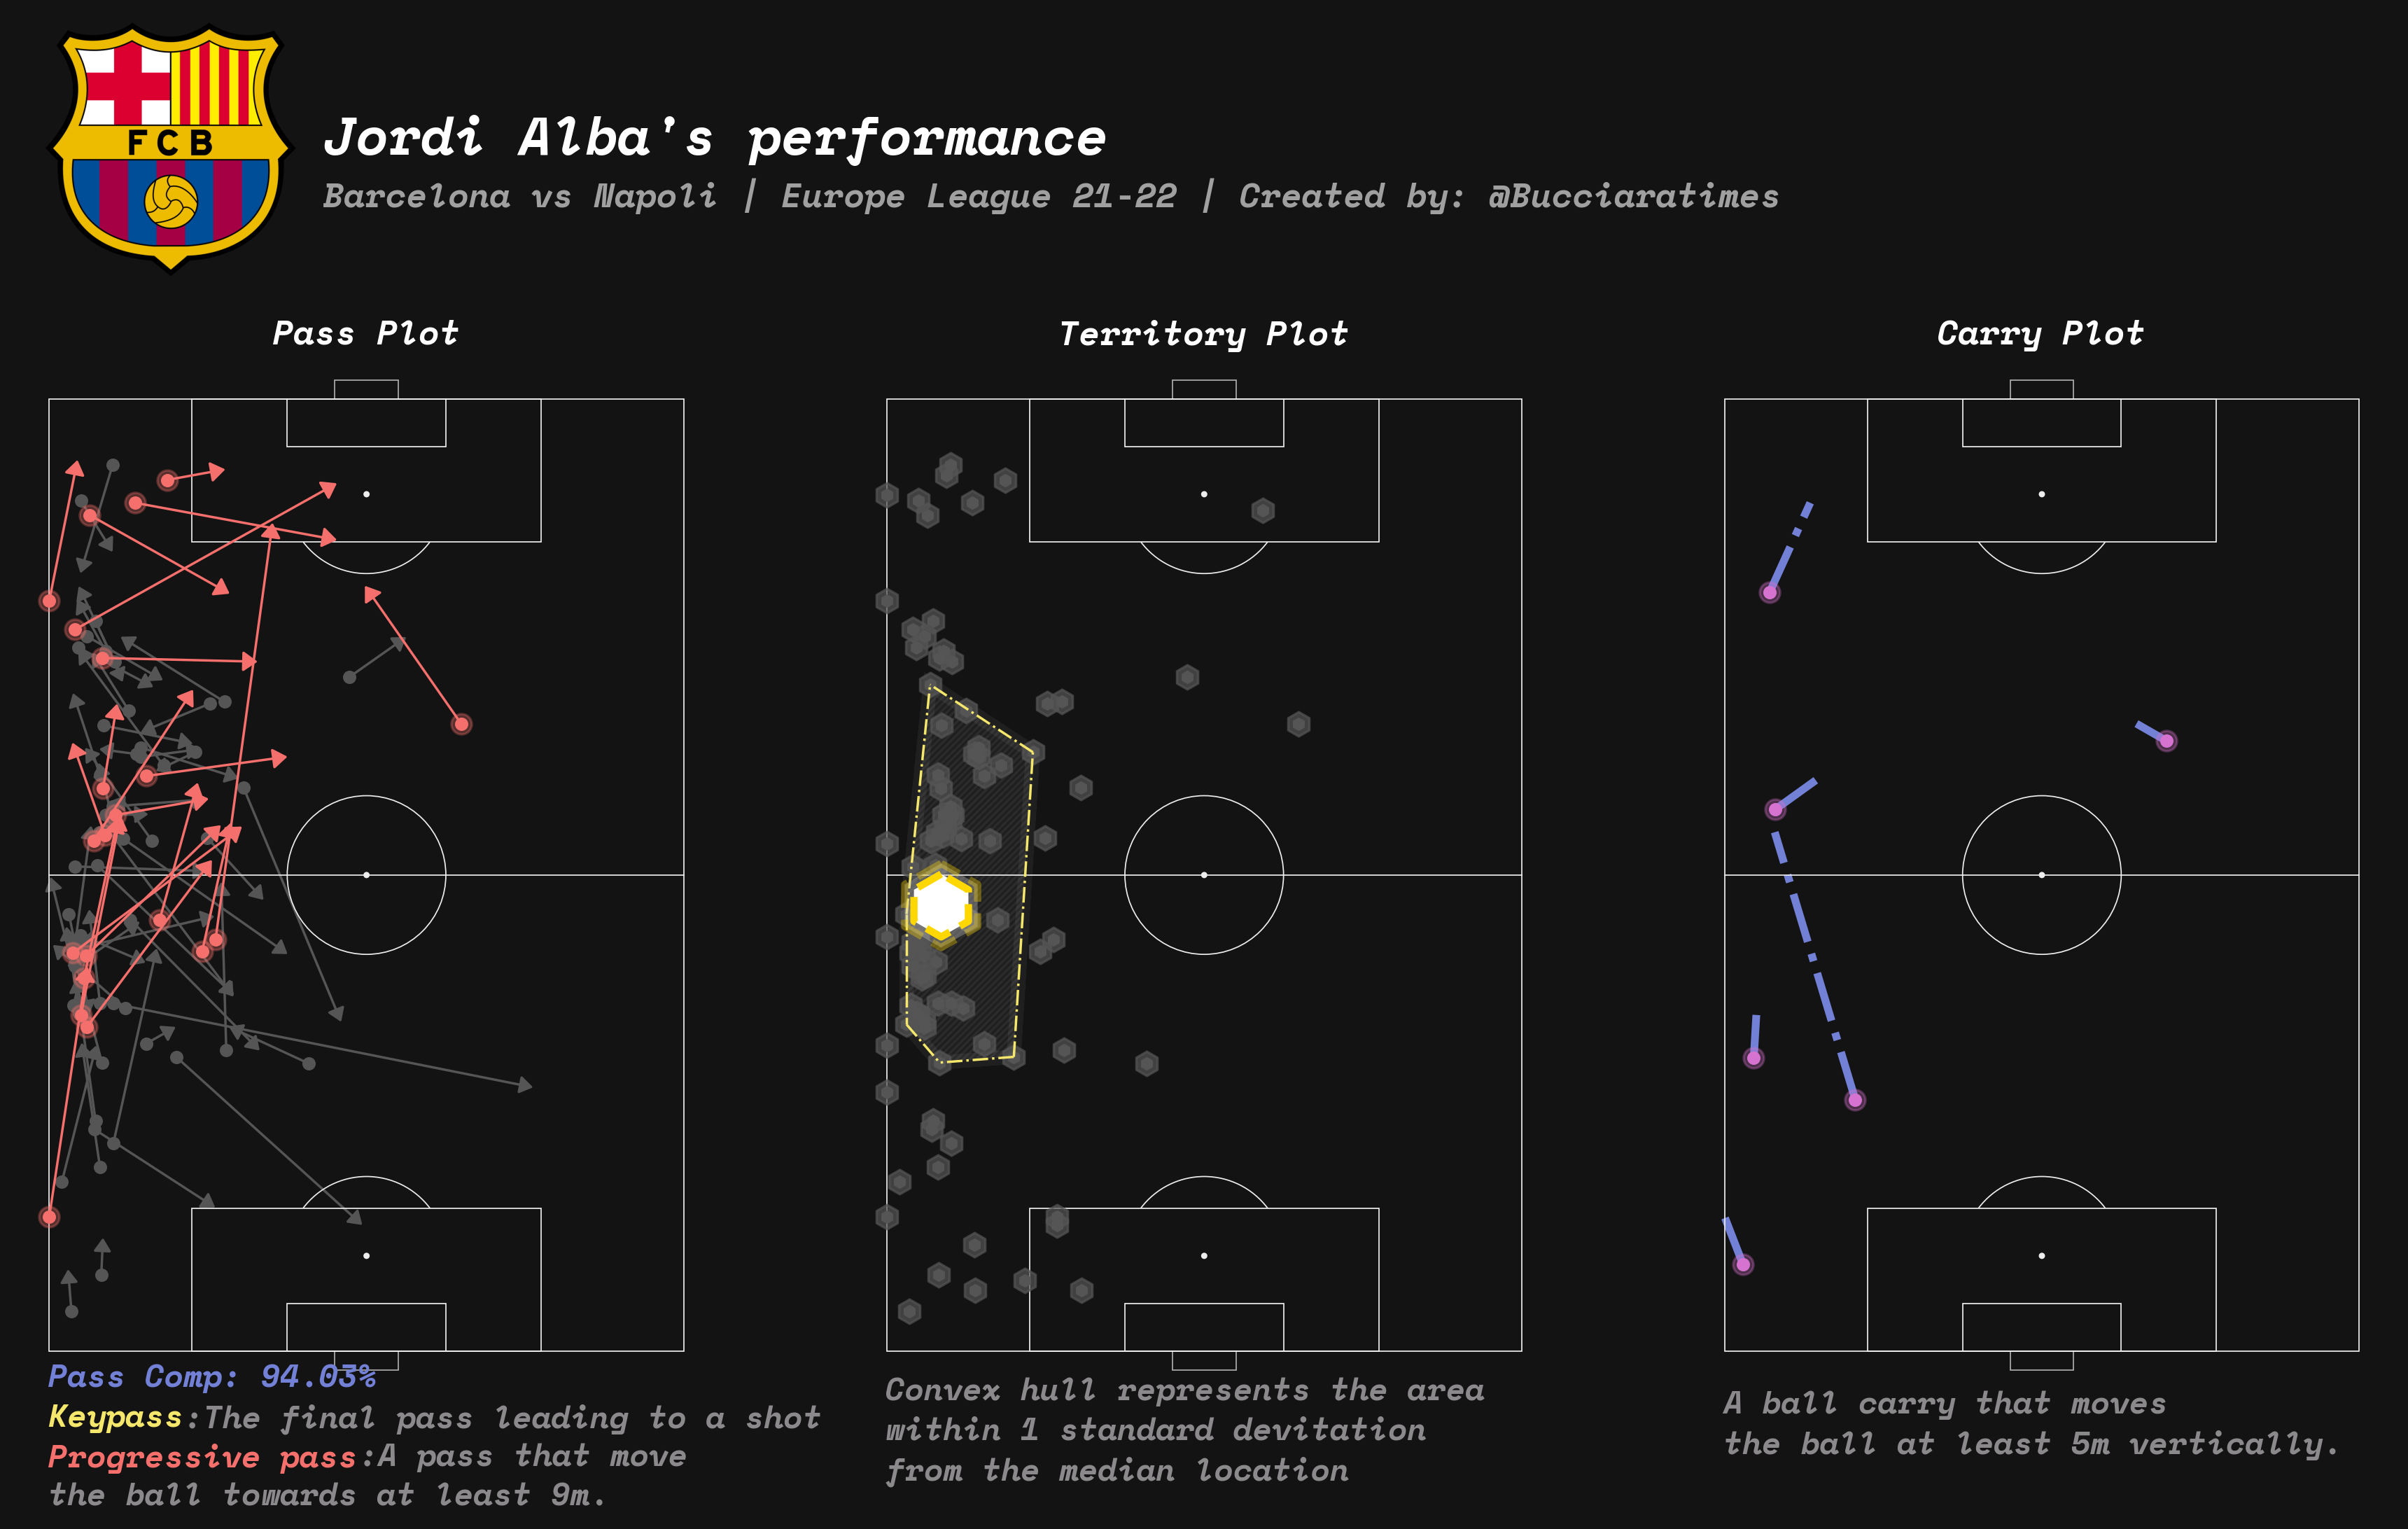 FCB
Jordi Alba's performance
Barcelona vs Napoli | Europe League 21-22 | Created by: @Bucciaratimes
Pass Plot
Territory Plot
Carry Plot
Pass Comp: 94.03%
Keypass:The final pass leading to a shot
Progressive pass:A pass that move
the ball towards at least 9m.
Convex hull represents the area
within 1 standard devitation
from the median location
A ball carry that moves
the ball at least 5m vertically.